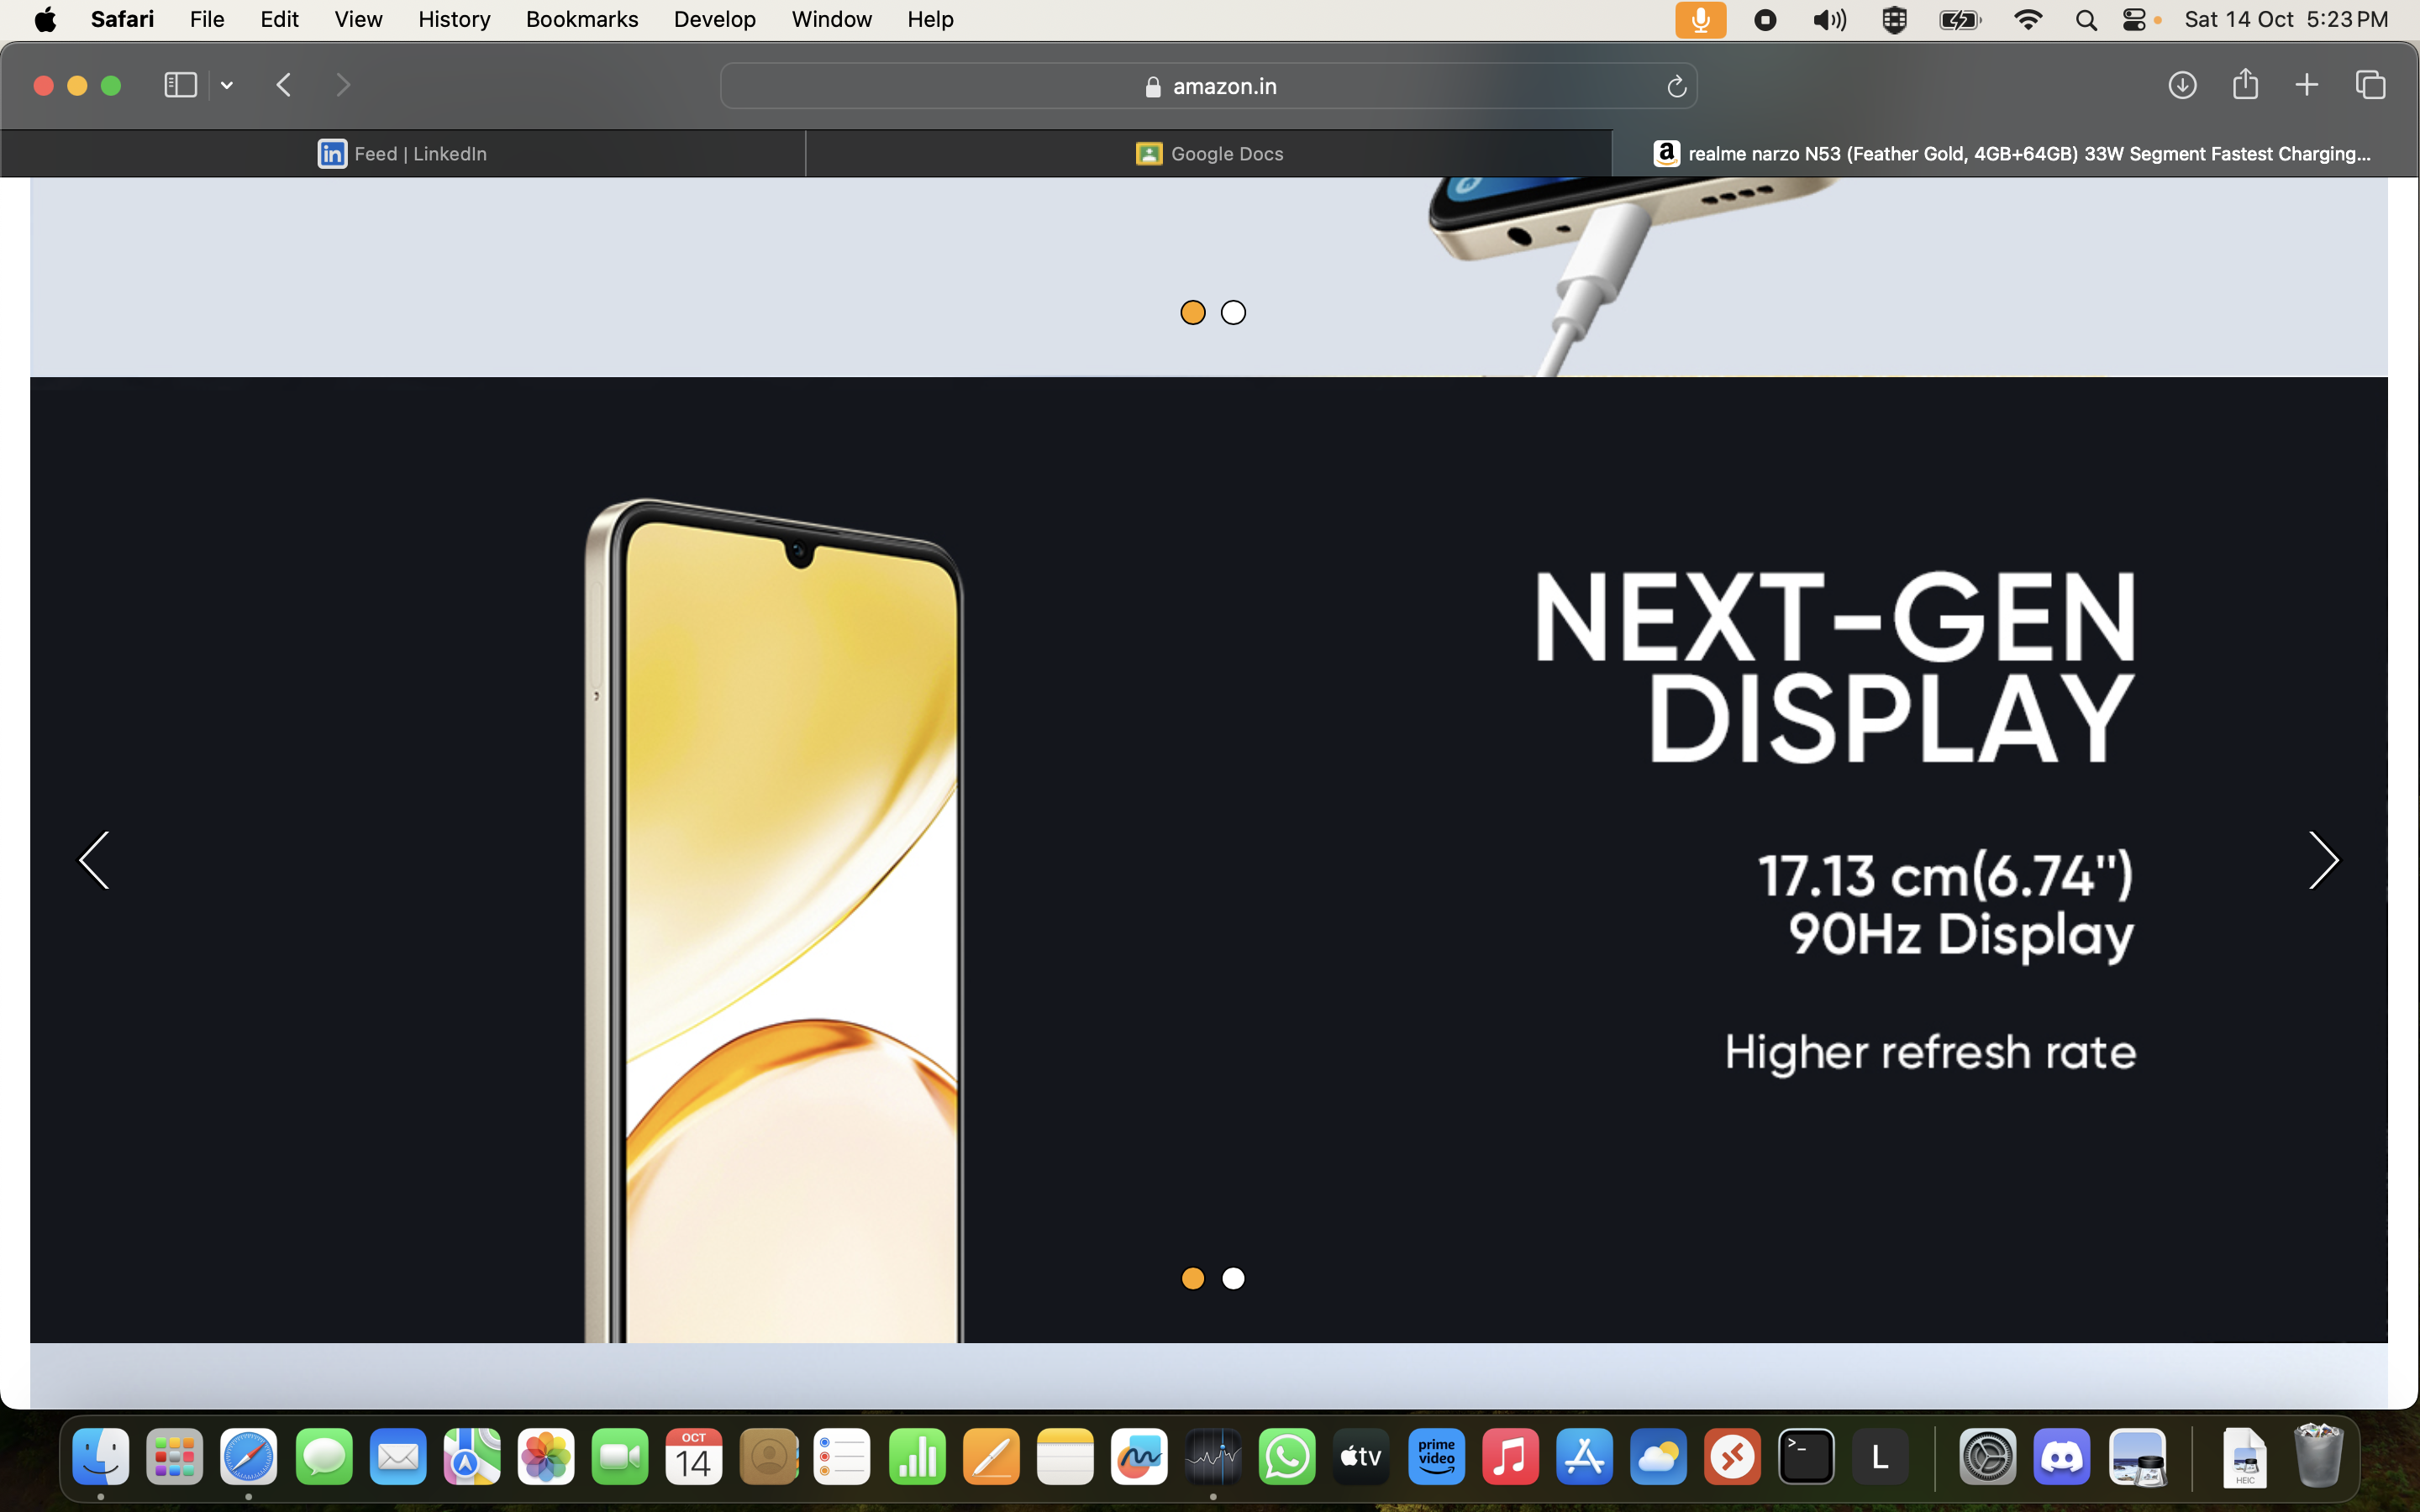 Safari File Edit View History Bookmarks Develop Window Help Sat 14 Oct 5:23 PM
amazon.in
Feed | LinkedIn
Google Docs
realme narzo N53 (Feather Gold, 4GB+64GB) 33W Segment Fastest Charging...
NEXT-GEN
DISPLAY
17.13 cm(6.74")
90Hz Display
Higher refresh rate
OCT
14
tv
prime
video
L
HEIC